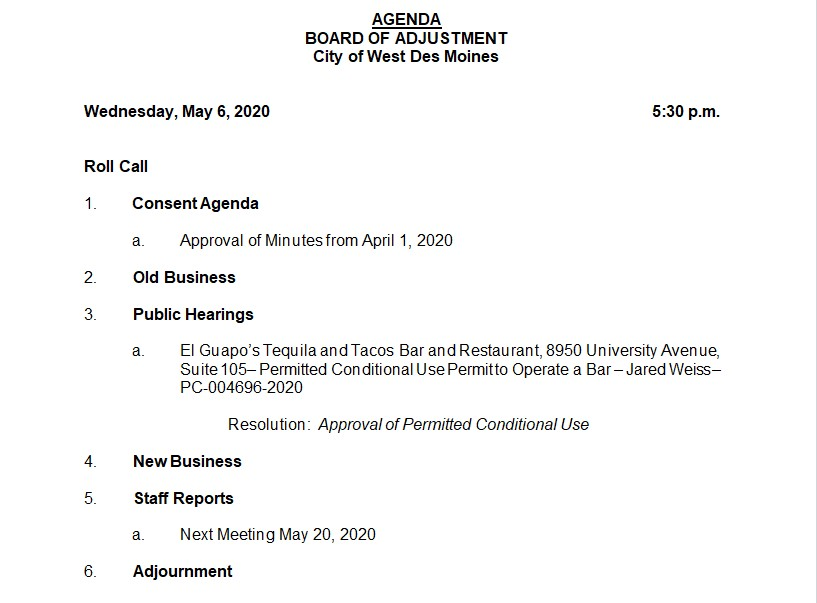 AGENDA
BOARD OF ADJUSTMENT
City of West Des Moines
Wednesday, May 6, 2020 5:30 p.m.
Roll Call
1. Consent Agenda
a. Approval of Minutes from April 1, 2020
2. Old Business
3. Public Hearings
a. El Guapo’s Tequila and Tacos Bar and Restaurant, 8950 University Avenue,
Suite 105– Permitted Conditional Use Permit to Operate a Bar – Jared Weiss–
PC-004696-2020
Resolution: Approval of Permitted Conditional Use
4. New Business
5. Staff Reports
a. Next Meeting May 20, 2020
6. Adjournment